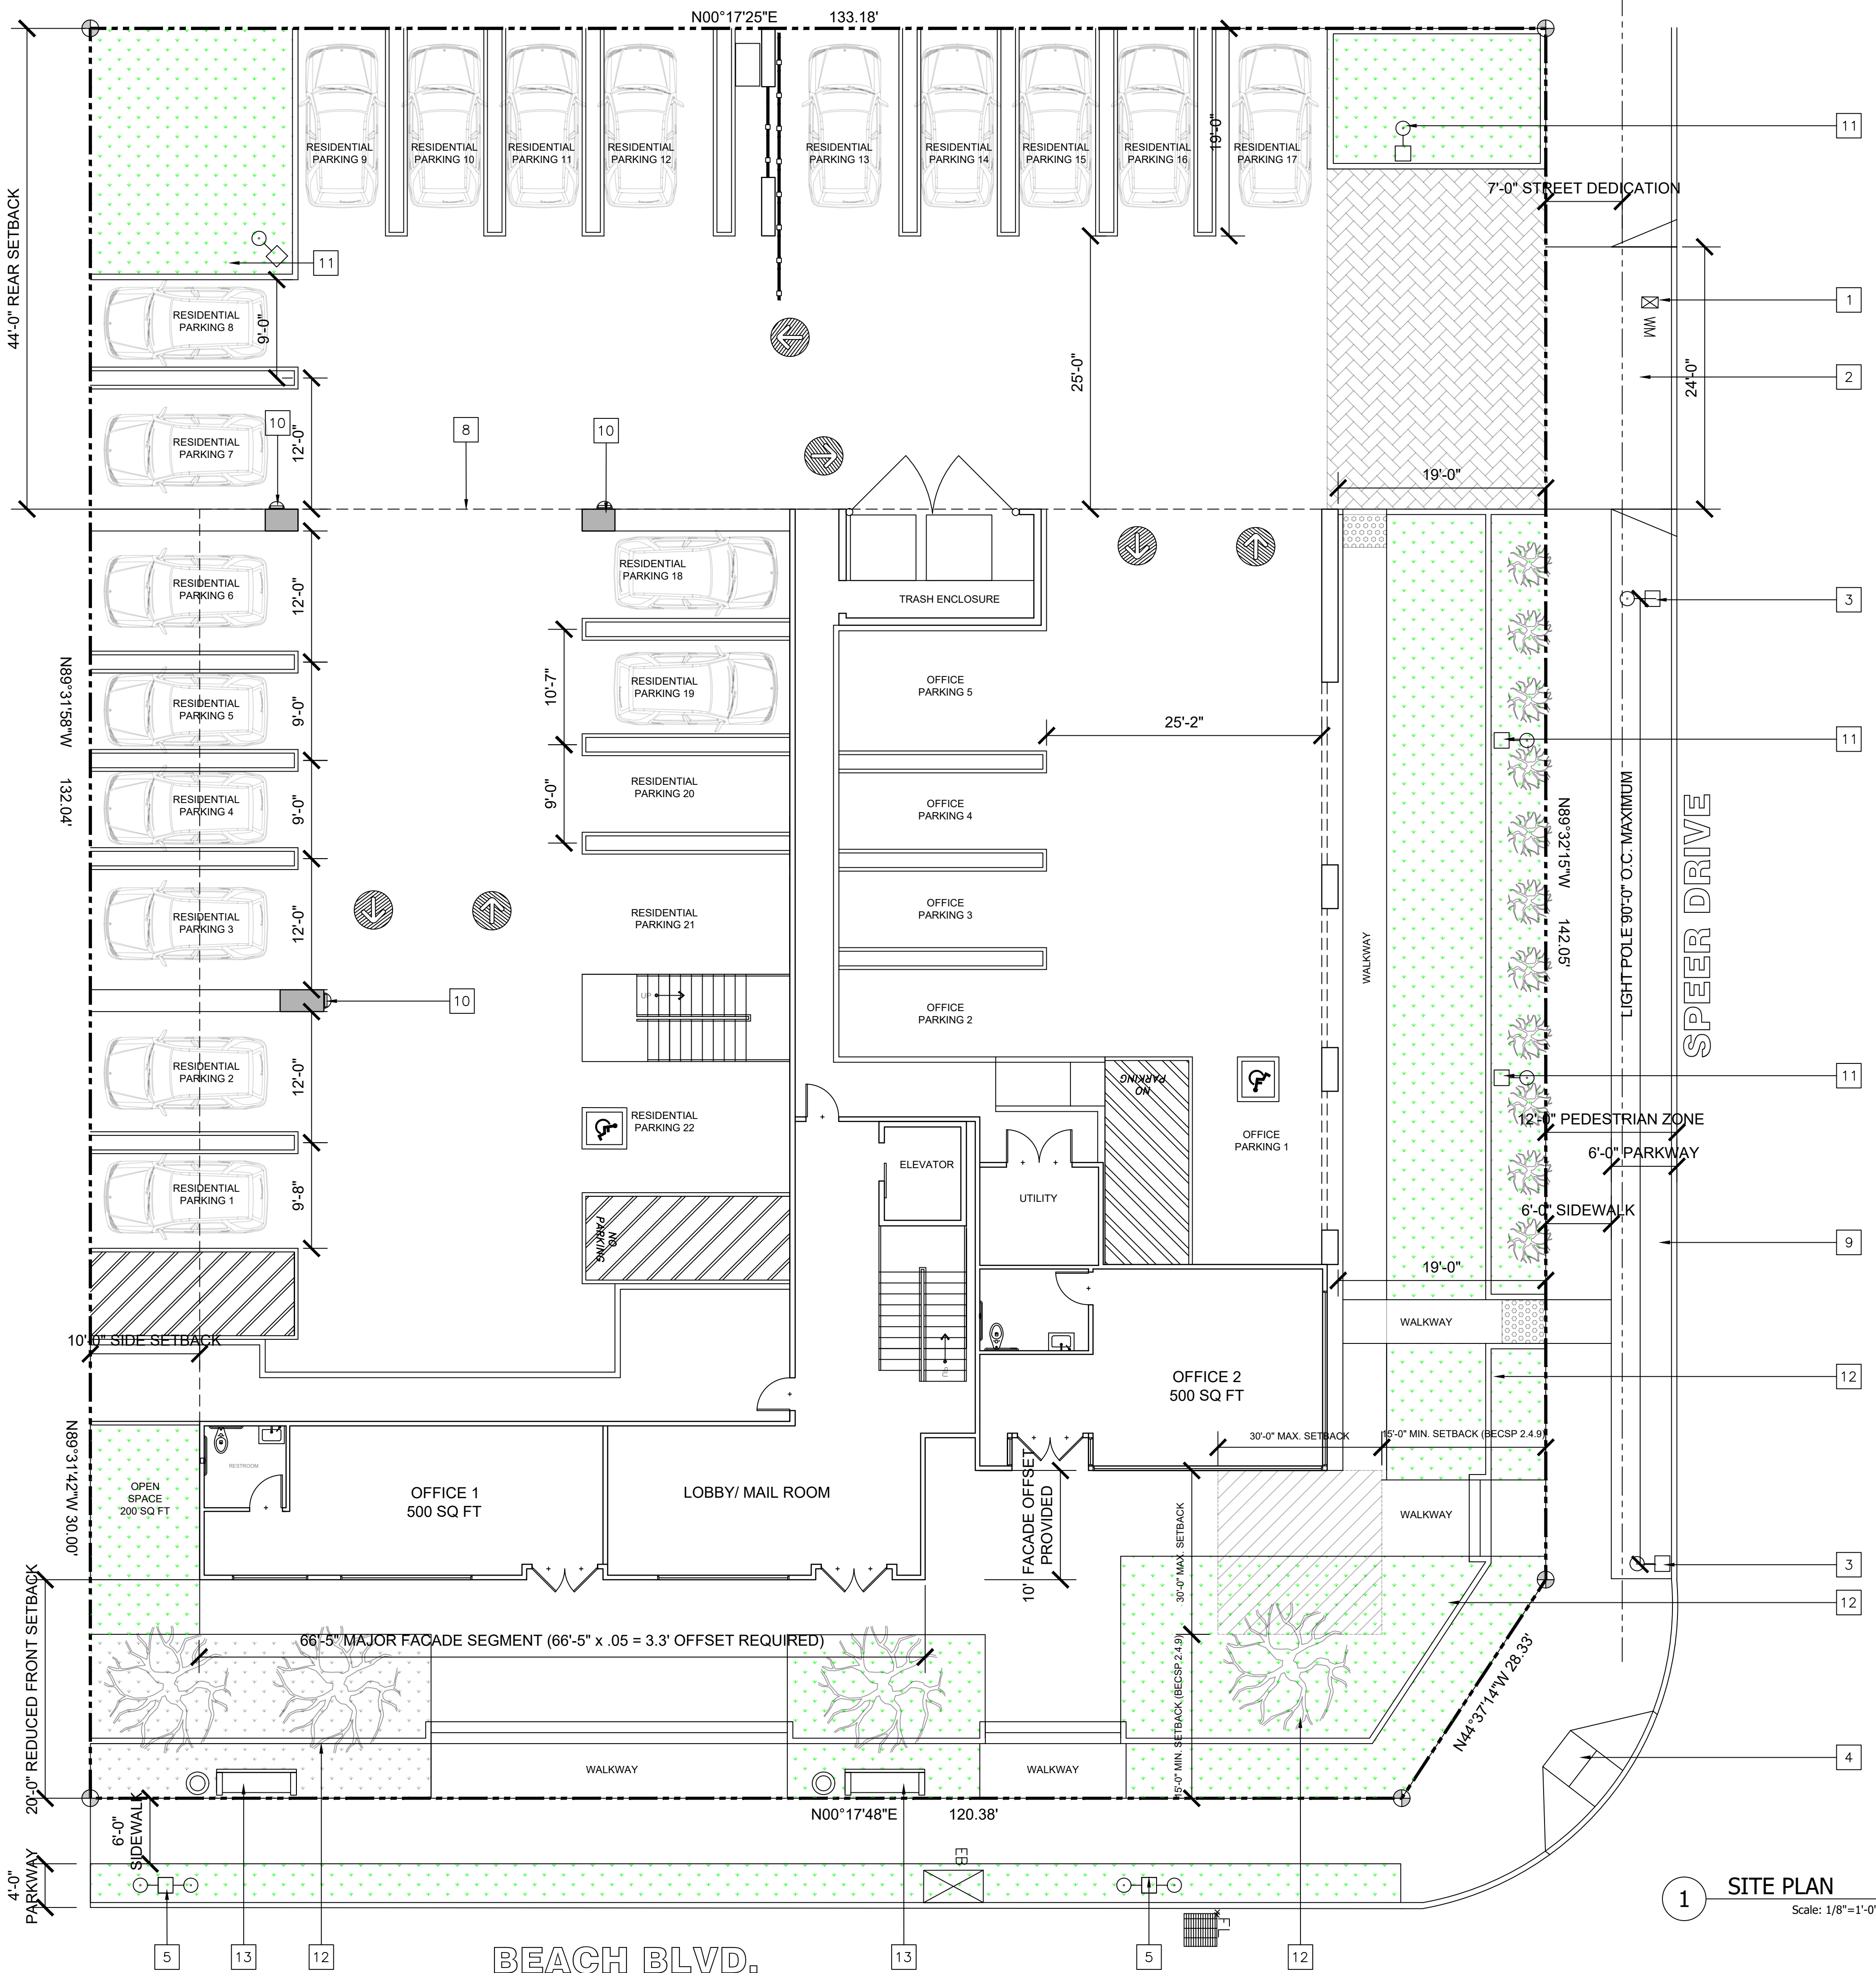 N00°17'25"E 133.18'
RESIDENTIAL
PARKING 9
RESIDENTIAL
PARKING 10
RESIDENTIAL
PARKING 11
RESIDENTIAL
PARKING 12
RESIDENTIAL
PARKING 13
RESIDENTIAL
PARKING 14
RESIDENTIAL
PARKING 15
RESIDENTIAL
PARKING 16
19'-0"
RESIDENTIAL
PARKING 17
11
7'-0" STREET DEDICATION
44'-0" REAR SETBACK
11
RESIDENTIAL
PARKING 8
9'-0"
1
WM
25'-0"
24'-0"
2
10
8
10
RESIDENTIAL
PARKING 7
12'-0"
19'-0"
RESIDENTIAL
PARKING 18
RESIDENTIAL
PARKING 6
12'-0"
TRASH ENCLOSURE
3
N89°31'58"W 132.04'
RESIDENTIAL
PARKING 5
9'-0"
10'-7"
RESIDENTIAL
PARKING 19
OFFICE
PARKING 5
25'-2"
11
RESIDENTIAL
PARKING 4
9'-0"
9'-0"
RESIDENTIAL
PARKING 20
OFFICE
PARKING 4
N89°32'15"W 142.05'
LIGHT POLE 90'-0" O.C. MAXIMUM
SPEER DRIVE
RESIDENTIAL
PARKING 3
12'-0"
RESIDENTIAL
PARKING 21
OFFICE
PARKING 3
WALKWAY
10
UP
OFFICE
PARKING 2
RESIDENTIAL
PARKING 2
12'-0"
NO
PARKING
11
RESIDENTIAL
PARKING 22
12'-0" PEDESTRIAN ZONE
OFFICE
PARKING 1
6'-0" PARKWAY
ELEVATOR
RESIDENTIAL
PARKING 1
9'-8"
UTILITY
6'-0" SIDEWALK
NO
PARKING
9
19'-0"
WALKWAY
10'-0" SIDE SETBACK
UP
OFFICE 2
500 SQ FT
12
30'-0" MAX. SETBACK
15'-0" MIN. SETBACK (BECSP 2.4.9)
N89°31'42"W 30.00'
RESTROOM
OPEN
SPACE
200 SQ FT
OFFICE 1
500 SQ FT
LOBBY/ MAIL ROOM
10' FACADE OFFSET
PROVIDED
30'-0" MAX. SETBACK
WALKWAY
3
12
20'-0" REDUCED FRONT SETBACK
66'-5" MAJOR FACADE SEGMENT (66'-5" x .05 = 3.3' OFFSET REQUIRED)
15'-0" MIN. SETBACK (BECSP 2.4.9)
N44°37'14"W 28.33'
WALKWAY
WALKWAY
4
N00°17'48"E 120.38'
6'-0"
SIDEWALK
4'-0"
PARKWAY
EB
5
13
12
13
5
12
BEACH BLVD.
1
SITE PLAN
Scale: 1/8"=1'-0"